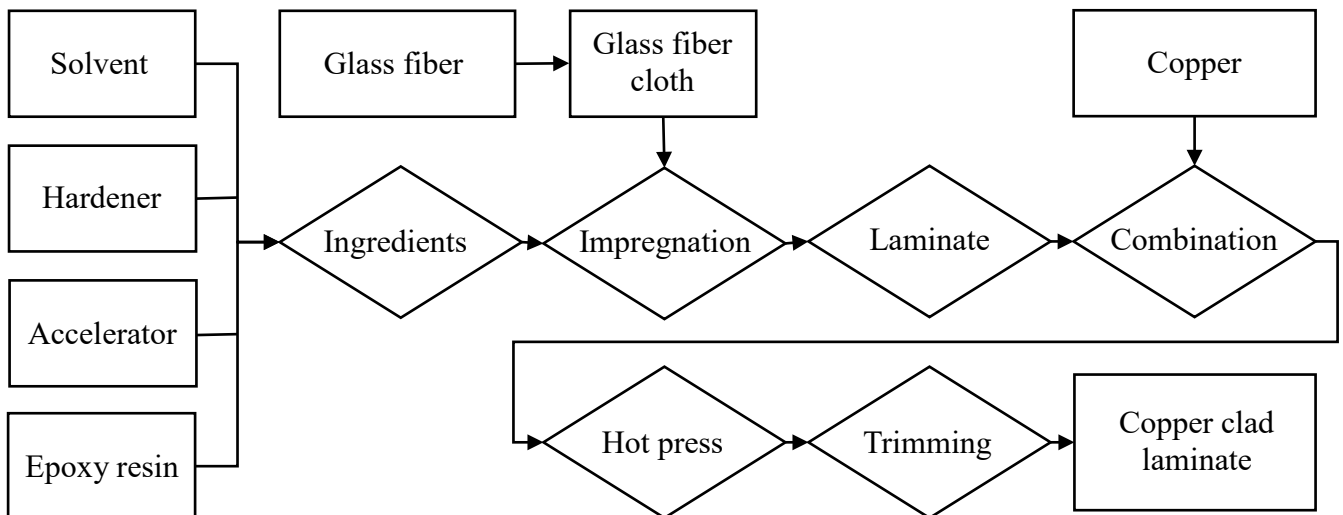 Solvent
Glass fiber
Glass fiber
cloth
Copper
Hardener
Ingredients
Impregnation
Laminate
Combination
Accelerator
Epoxy resin
Hot press
Trimming
Copper clad
laminate